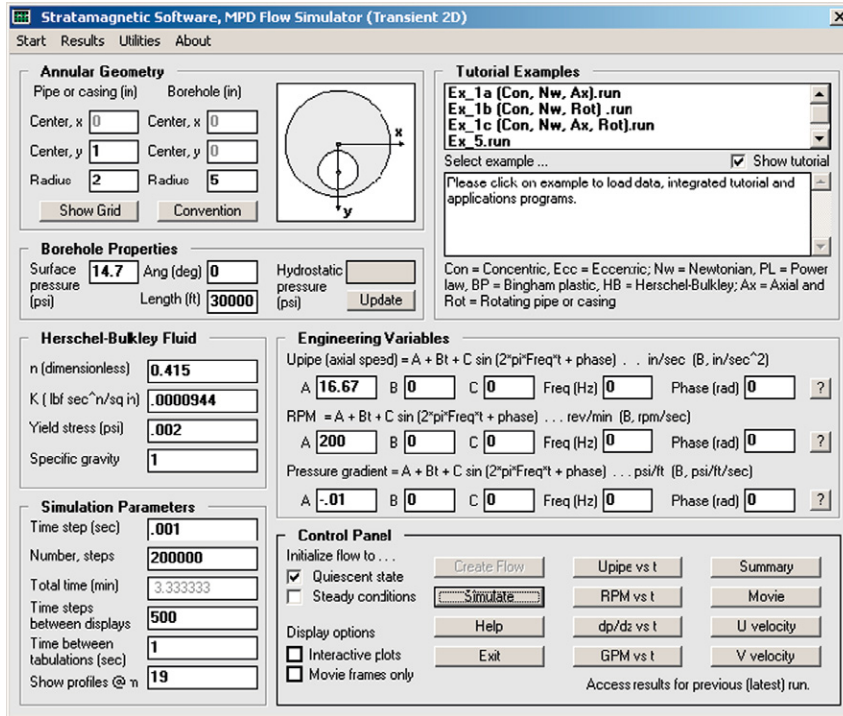 Stratamagnetic Software, MPD Flow Simulator (Transient 2D)
Start Results Utilities About
Annular Geometry
Pipe or casing (in) Borehole (in)
Center, x 0 Center, x 0
Center, y 1 Center, y 0
Radius 2 Radius 5
Show Grid Convention
x
y
Tutorial Examples
Ex_1a (Con, Nw, Ax).run
Ex_1b (Con, Nw, Rot) .run
Ex_1c (Con, Nw, Ax, Rot).run
Ex_5.run
Select example ... Show tutorial
Please click on example to load data, integrated tutorial and
applications programs.
Con = Concentric, Ecc = Eccentric; Nw = Newtonian, PL = Power
law, BP = Bingham plastic, HB = Herschel-Bulkley; Ax = Axial and
Rot = Rotating pipe or casing
Borehole Properties
Surface pressure (psi) 14.7 Ang (deg) 0
Length (ft) 30000
Hydrostatic pressure (psi) Update
Herschel-Bulkley Fluid
n (dimensionless) 0.415
K ( lbf sec^n/sq in) .0000944
Yield stress (psi) .002
Specific gravity 1
Engineering Variables
Upipe (axial speed) = A + Bt + C sin (2*pi*Freq*t + phase) . . in/sec (B, in/sec^2)
A 16.67 B 0 C 0 Freq (Hz) 0 Phase (rad) 0 ?
RPM = A + Bt + C sin (2*pi*Freq*t + phase) . . . rev/min (B, rpm/sec)
A 200 B 0 C 0 Freq (Hz) 0 Phase (rad) 0 ?
Pressure gradient = A + Bt + C sin (2*pi*Freq*t + phase) . . . psi/ft (B, psi/ft/sec)
A -.01 B 0 C 0 Freq (Hz) 0 Phase (rad) 0 ?
Simulation Parameters
Time step (sec) .001
Number, steps 200000
Total time (min) 3.333333
Time steps between displays 500
Time between tabulations (sec) 1
Show profiles @ 19
Control Panel
Initialize flow to . . .
Quiescent state
Steady conditions
Display options
Interactive plots
Movie frames only
Create Flow Upipe vs t Summary
Simulate RPM vs t Movie
Help dp/dz vs t U velocity
Exit GPM vs t V velocity
Access results for previous (latest) run.